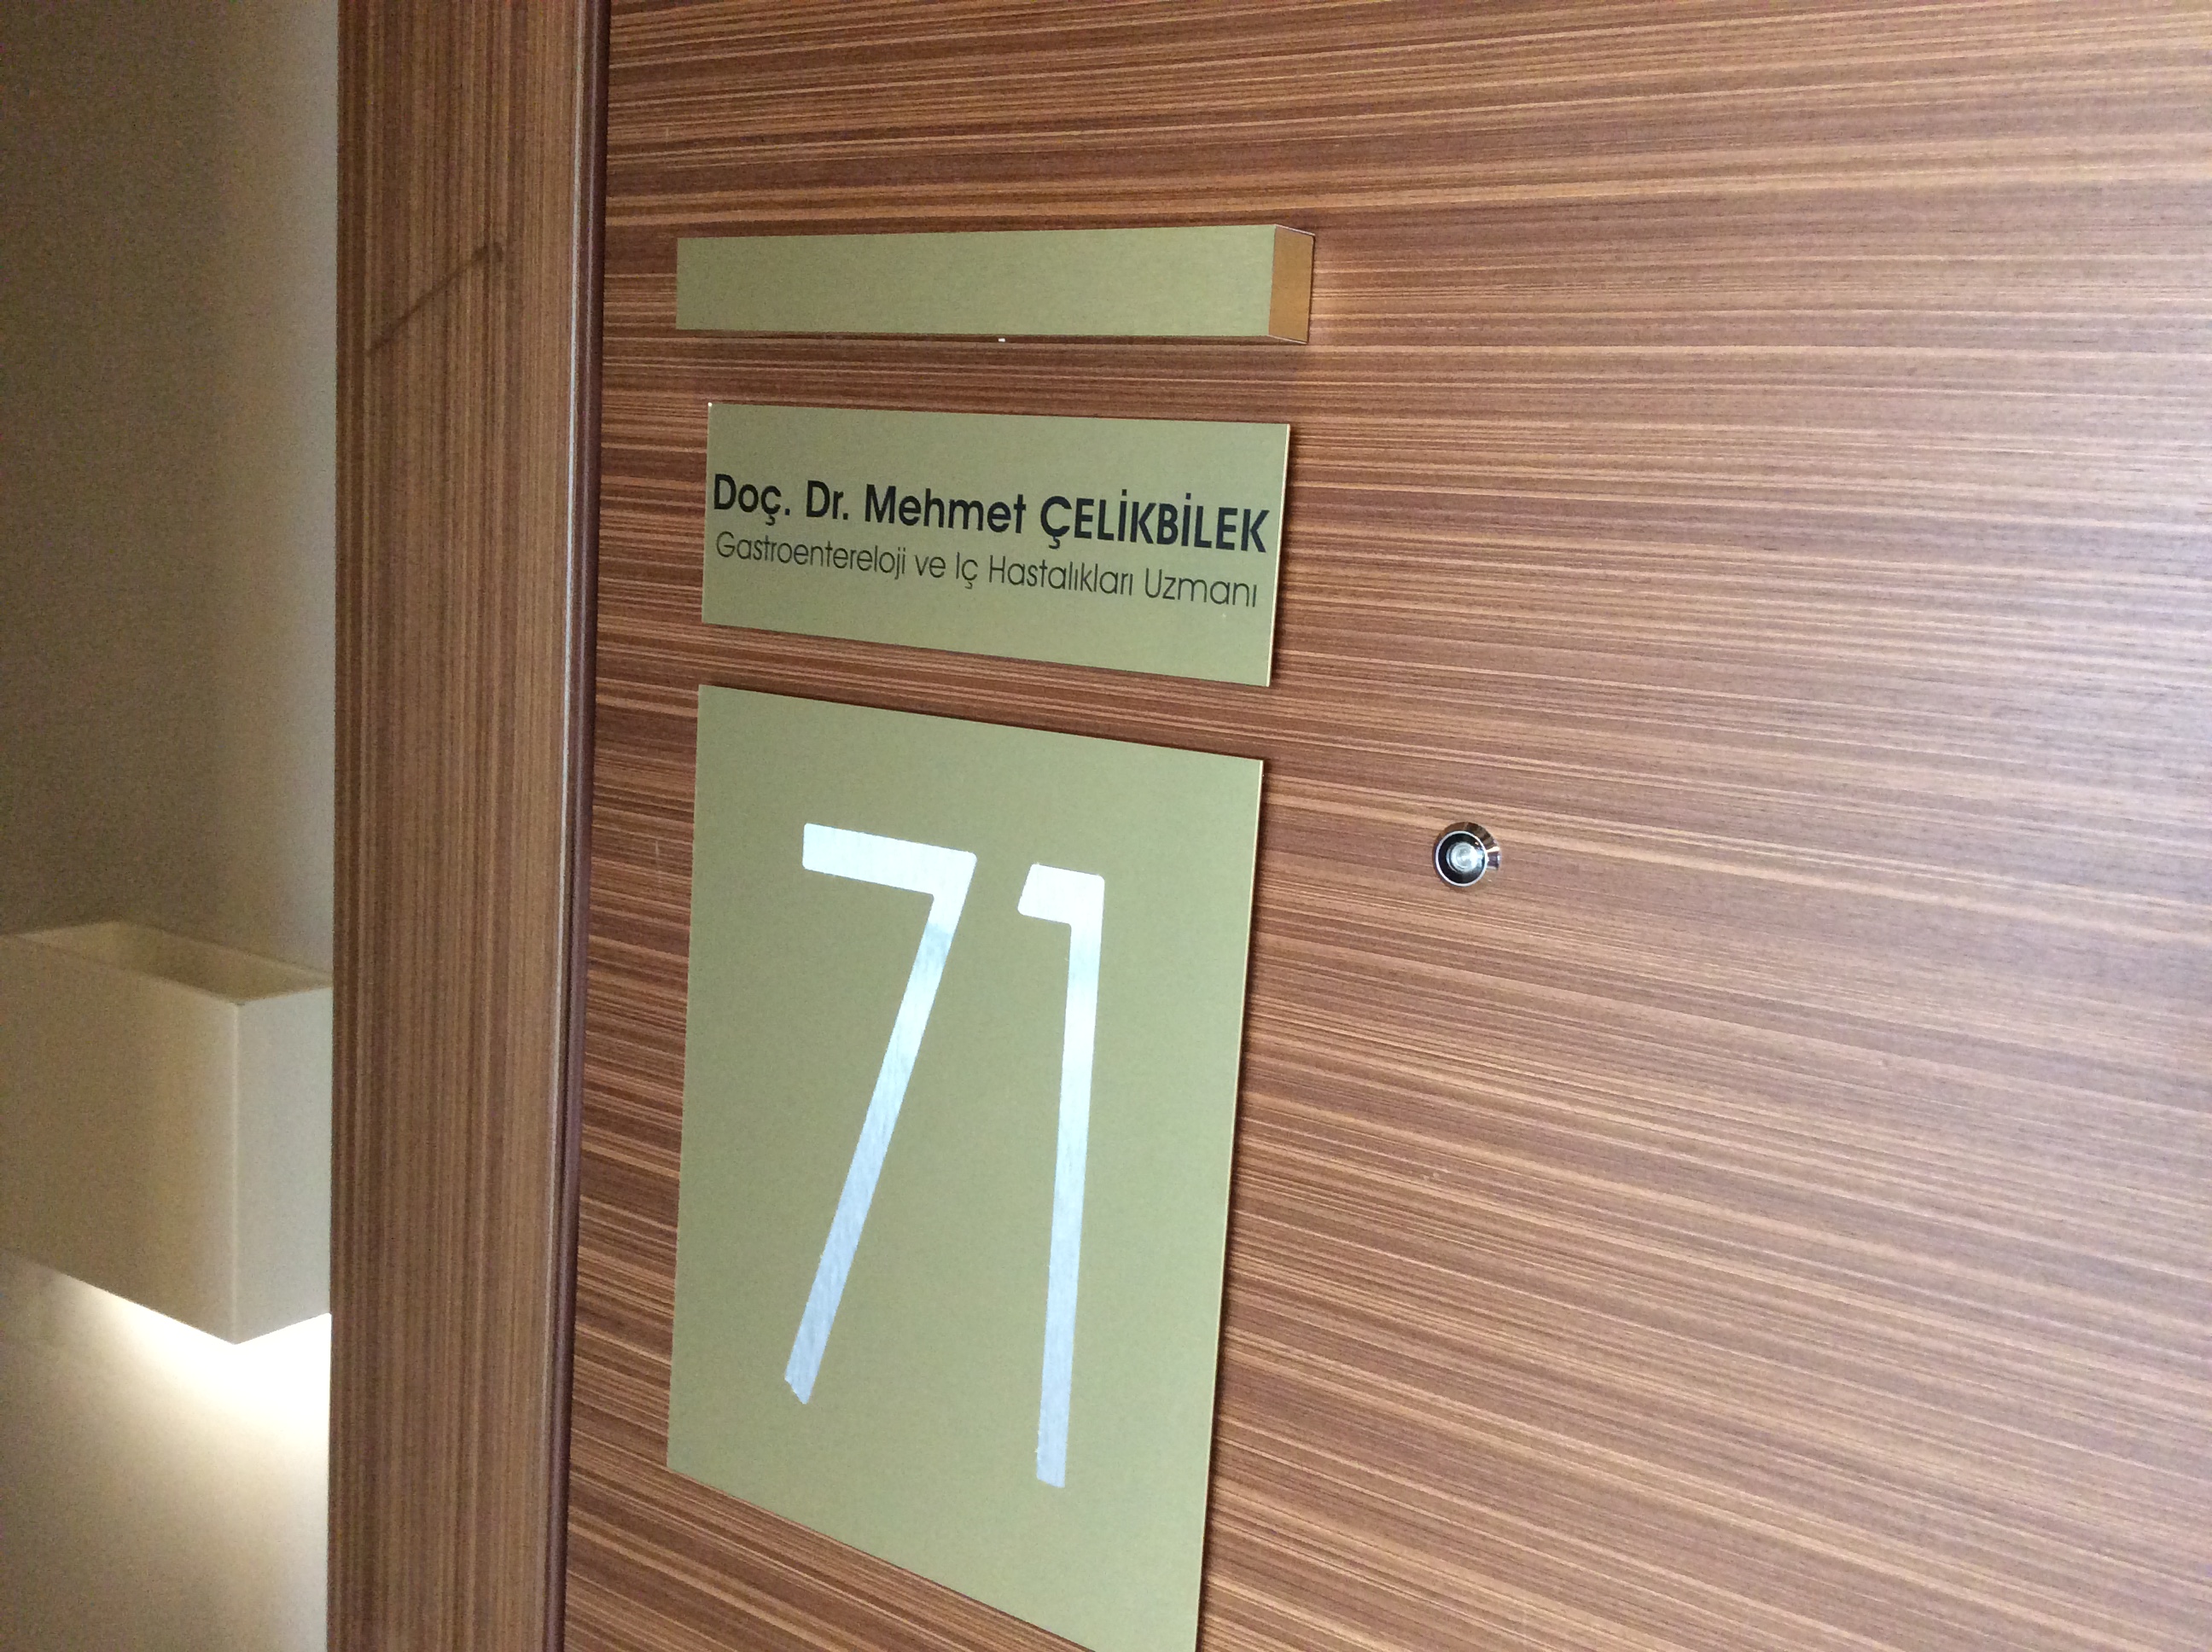 Doç. Dr. Mehmet ÇELİKBİLEK
Gastroentereloji ve Iç Hastalıkları Uzmanı
71